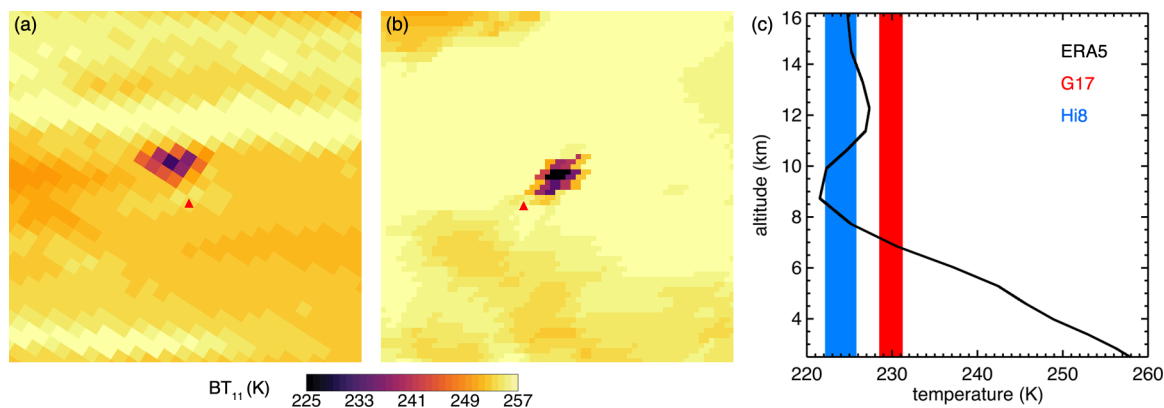 (a)
(b)
BT11 (K)
225 233 241 249 257
(c)
16
14
12
10
8
6
4
altitude (km)
ERA5
G17
Hi8
220 230 240 250 260
temperature (K)